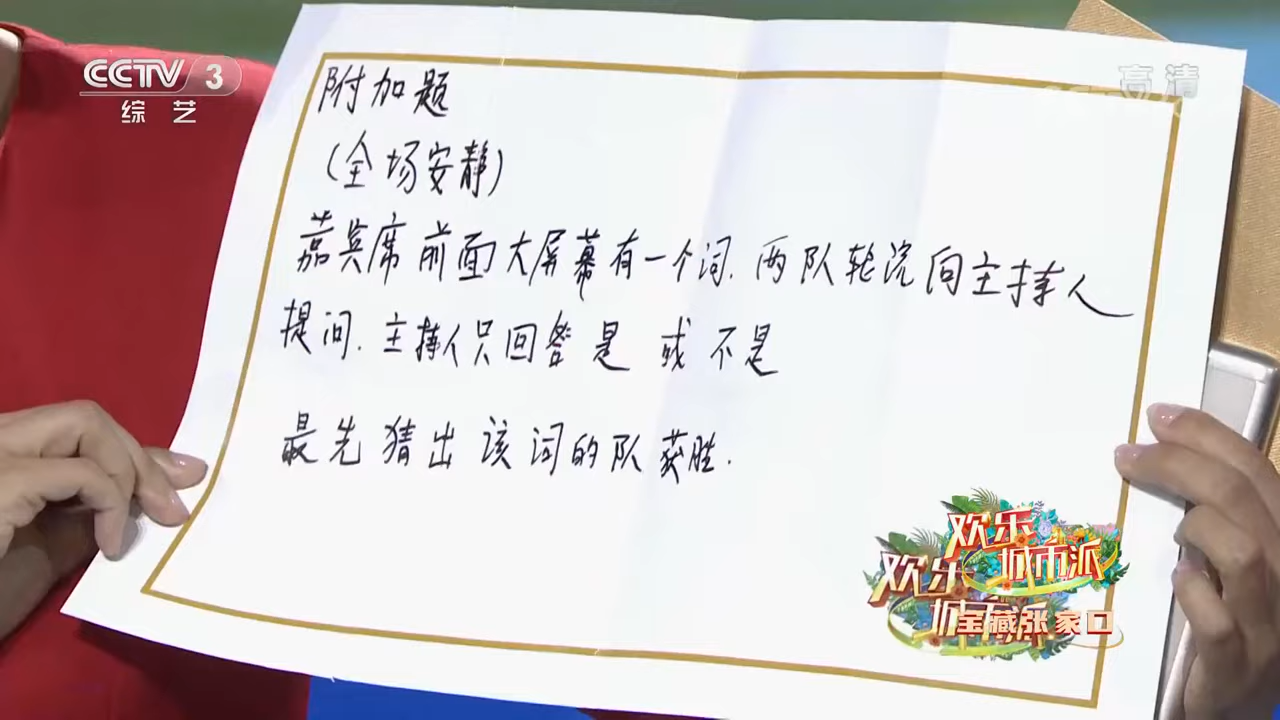 CCTV 3
综艺
高清
附加题
(全场安静)
嘉宾席前面大屏幕有一个词.两队轮流向主持人
提问.主持人只回答是 或 不是
最先猜出该词的队获胜.
欢乐
城市派
欢乐
宝藏张家口